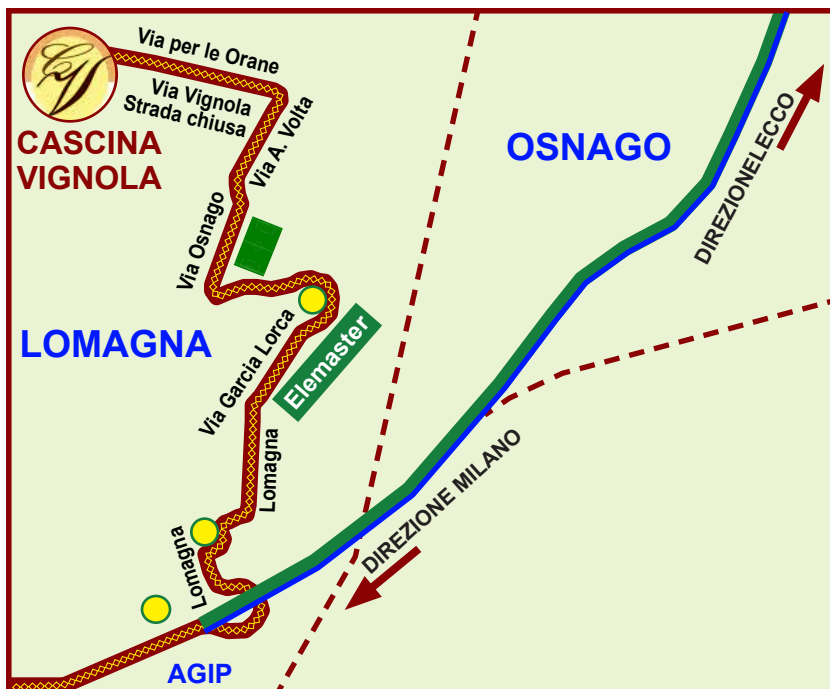 CV
Via per le Orane
Via Vignola
Strada chiusa
CASCINA
VIGNOLA
Via A. Volta
OSNAGO
DIREZIONELECCO
Via Osnago
LOMAGNA
Via Garcia Lorca
Elemaster
Lomagna
DIREZIONE MILANO
Lomagna
AGIP